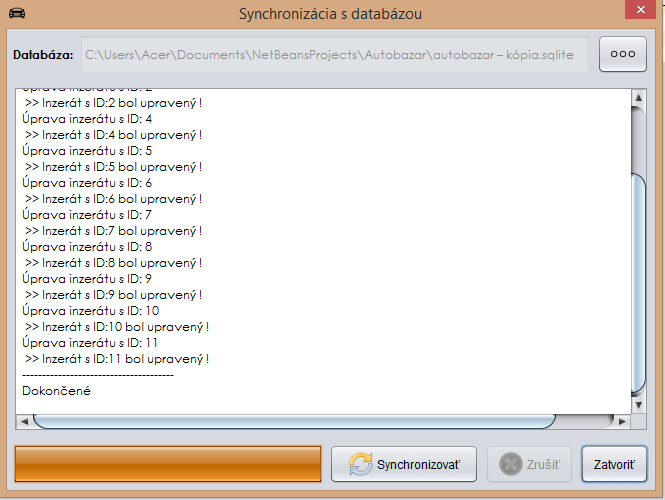 Synchronizácia s databázou
Databáza: C:\Users\Acer\Documents\NetBeansProjects\Autobazar\autobazar – kópia.sqlite
Úprava inzerátu s ID: 2
>> Inzerát s ID:2 bol upravený !
Úprava inzerátu s ID: 4
>> Inzerát s ID:4 bol upravený !
Úprava inzerátu s ID: 5
>> Inzerát s ID:5 bol upravený !
Úprava inzerátu s ID: 6
>> Inzerát s ID:6 bol upravený !
Úprava inzerátu s ID: 7
>> Inzerát s ID:7 bol upravený !
Úprava inzerátu s ID: 8
>> Inzerát s ID:8 bol upravený !
Úprava inzerátu s ID: 9
>> Inzerát s ID:9 bol upravený !
Úprava inzerátu s ID: 10
>> Inzerát s ID:10 bol upravený !
Úprava inzerátu s ID: 11
>> Inzerát s ID:11 bol upravený !
--------------------------------------
Dokončené
Synchronizovať Zrušiť Zatvoriť